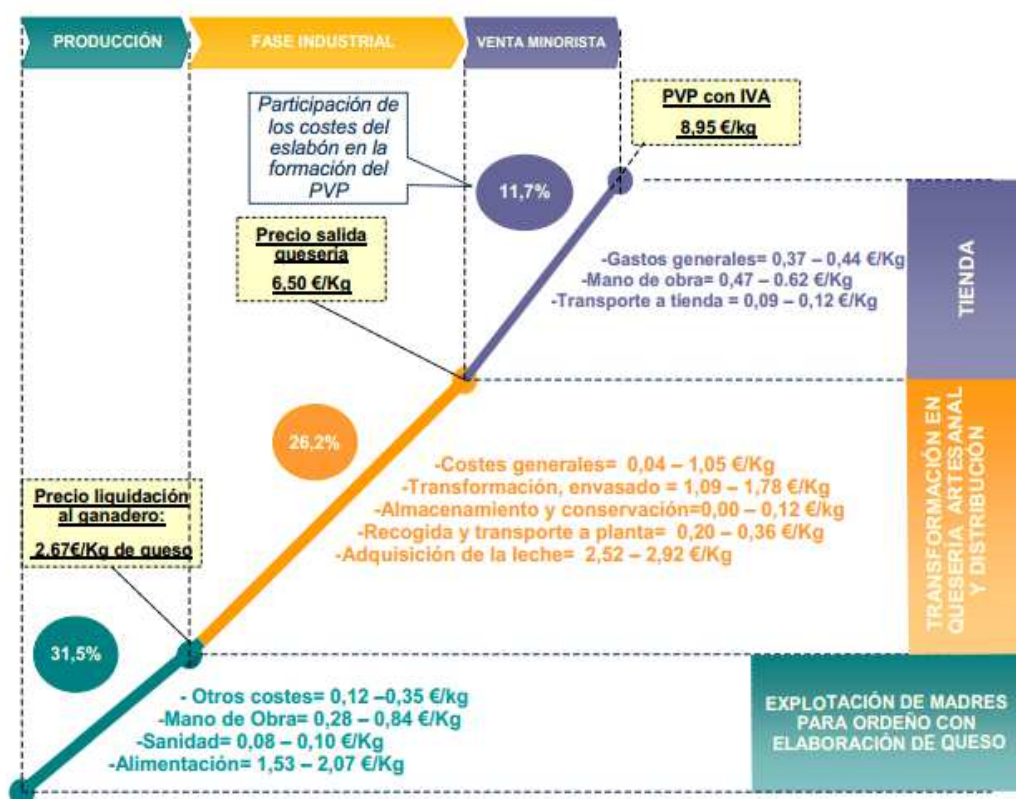 PRODUCCIÓN
FASE INDUSTRIAL
VENTA MINORISTA
Participación de
los costes del
eslabón en la
formación del
PVP
PVP con IVA
8,95 €/kg
11,7%
Precio salida
quesería
6,50 €/Kg
-Gastos generales= 0,37 – 0,44 €/Kg
-Mano de obra= 0,47 – 0.62 €/Kg
-Transporte a tienda = 0,09 – 0,12 €/Kg
TIENDA
26,2%
-Costes generales= 0,04 – 1,05 €/Kg
-Transformación, envasado = 1,09 – 1,78 €/Kg
-Almacenamiento y conservación=0,00 – 0,12 €/kg
-Recogida y transporte a planta= 0,20 – 0,36 €/Kg
-Adquisición de la leche= 2,52 – 2,92 €/Kg
TRANSFORMACIÓN EN
QUESERÍA ARTESANAL
Y DISTRIBUCIÓN
Precio liquidación
al ganadero:
2,67€/Kg de queso
31,5%
- Otros costes= 0,12 –0,35 €/kg
-Mano de Obra= 0,28 – 0,84 €/Kg
-Sanidad= 0,08 – 0,10 €/Kg
-Alimentación= 1,53 – 2,07 €/Kg
EXPLOTACIÓN DE MADRES
PARA ORDEÑO CON
ELABORACIÓN DE QUESO